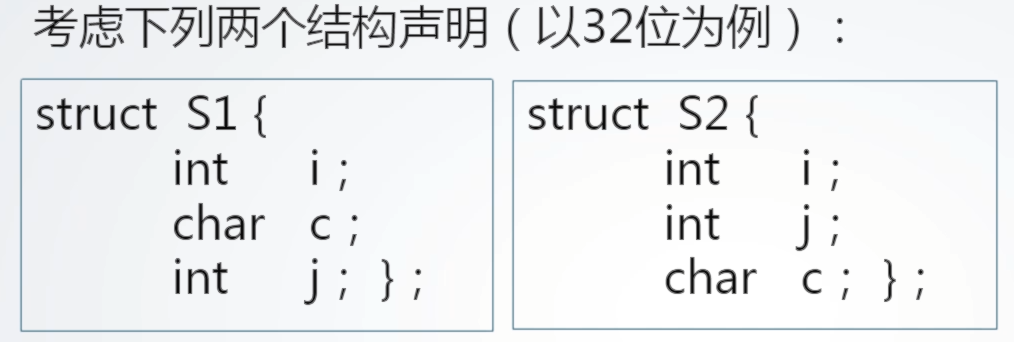 考虑下列两个结构声明（以32位为例）：
struct S1 {
int i ;
char c ;
int j ; } ;
struct S2 {
int i ;
int j ;
char c ; } ;